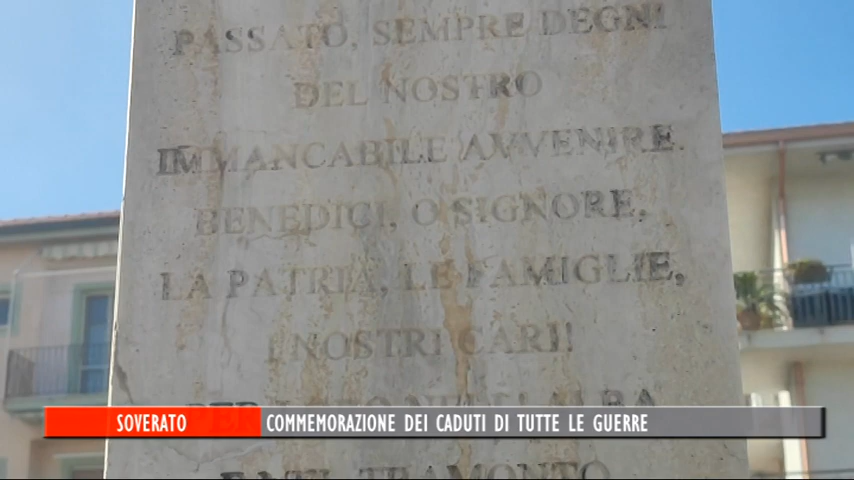 PASSATO, SEMPRE DEGNI
DEL NOSTRO
IMMANCABILE AVVENIRE.
BENEDICI, O SIGNORE,
LA PATRIA, LE FAMIGLIE,
I NOSTRI CARI!
SOVERATO
COMMEMORAZIONE DEI CADUTI DI TUTTE LE GUERRE
TRAMONTO